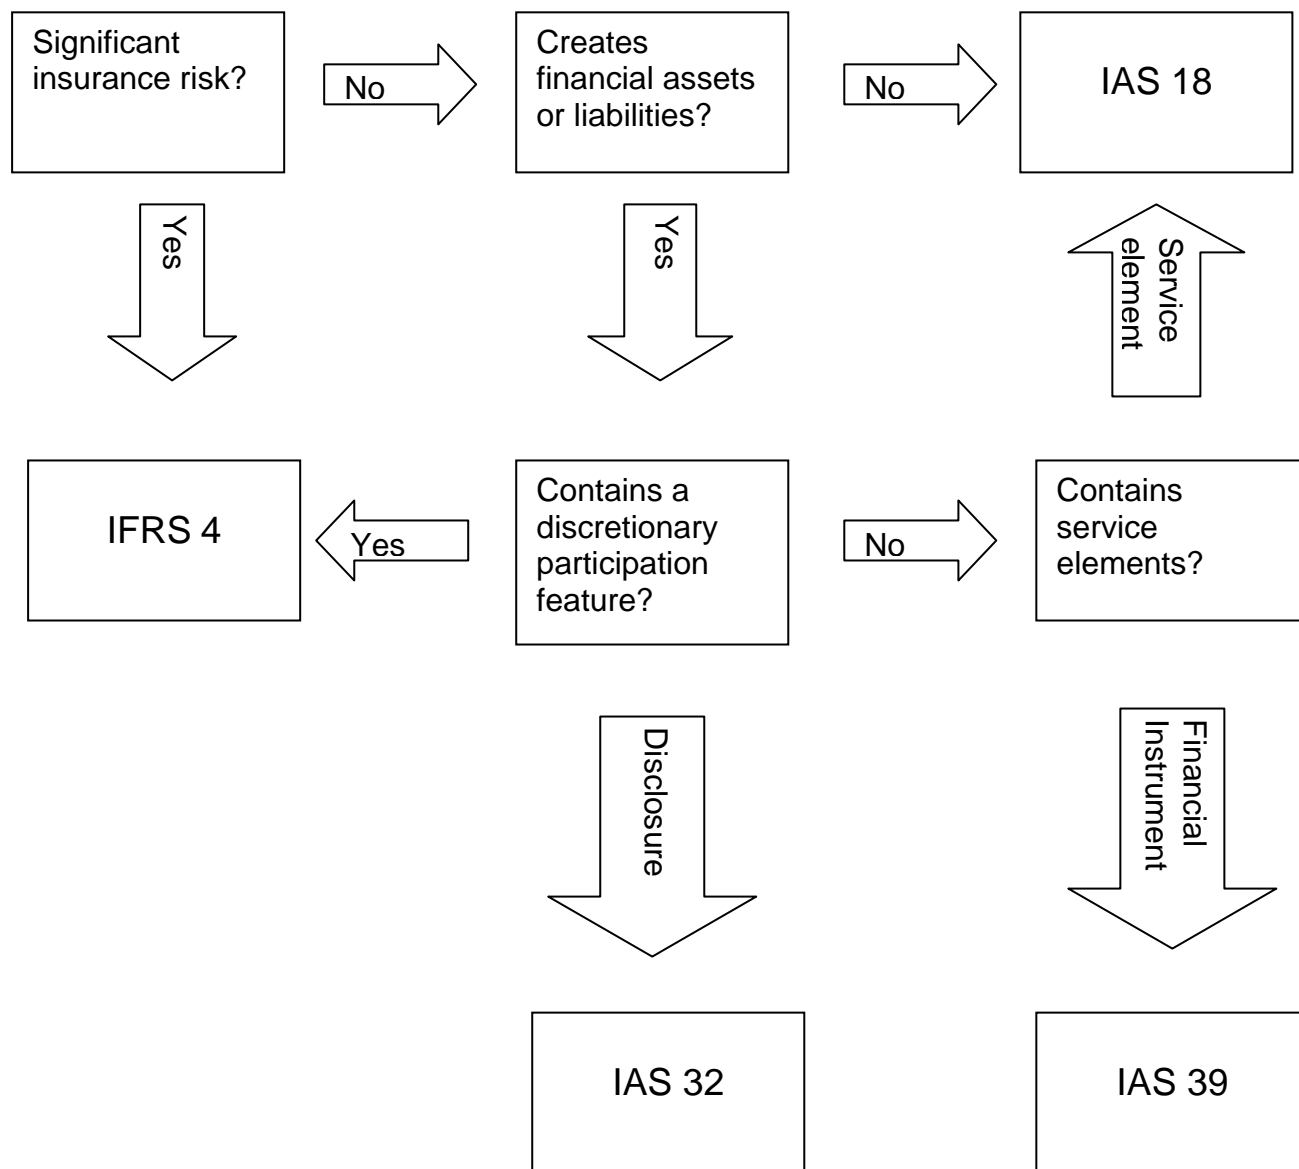 Significant
insurance risk?
No
Creates
financial assets
or liabilities?
No
IAS 18
Yes
Yes
Service
element
IFRS 4
Yes
Contains a
discretionary
participation
feature?
No
Contains
service
elements?
Disclosure
Financial
Instrument
IAS 32
IAS 39